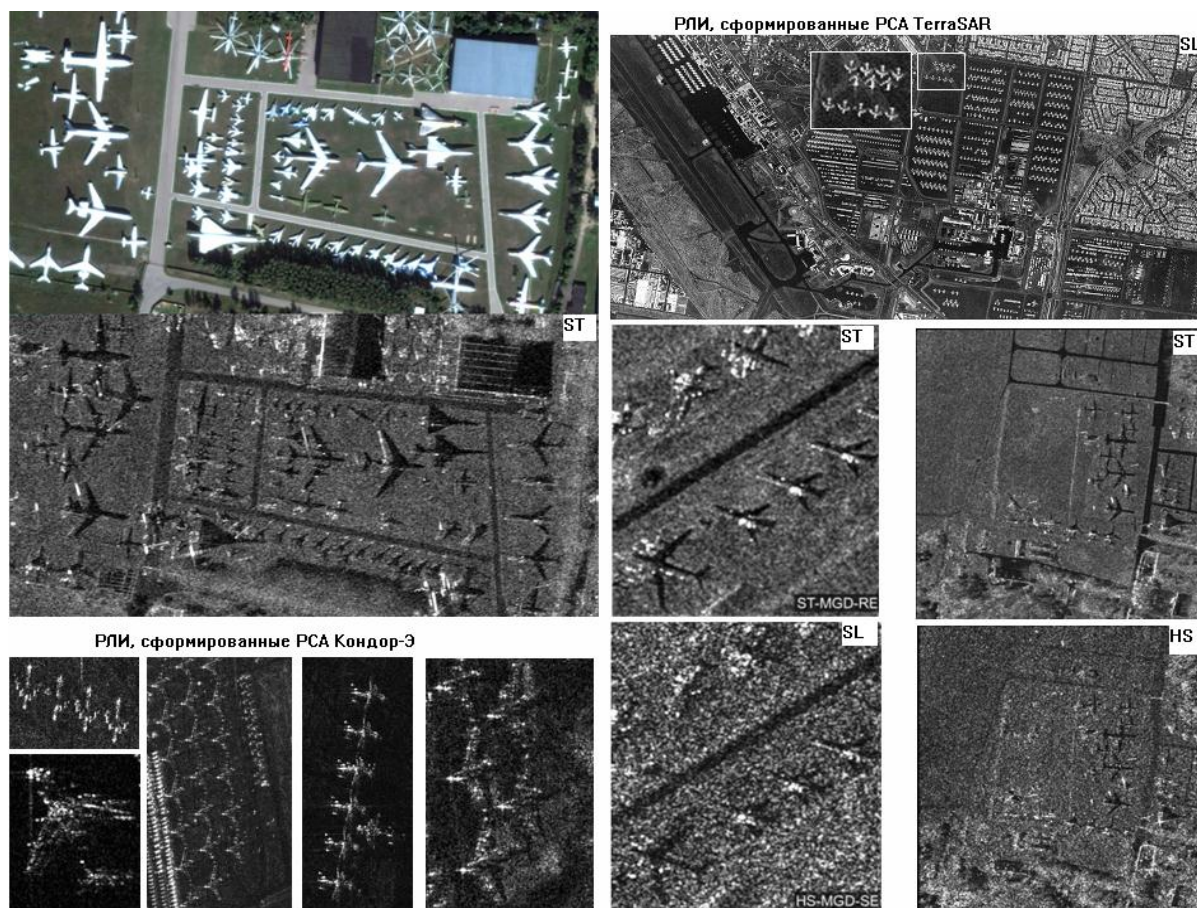 РЛИ, сформированные РСА TerraSAR
SL
ST
ST
ST
ST-MGD-RE
РЛИ, сформированные РСА Кондор-Э
SL
HS
HS-MGD-SE